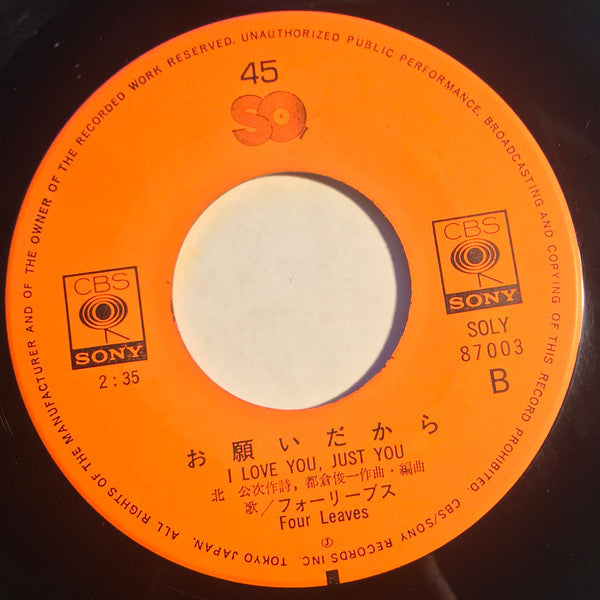 ALL RIGHTS OF THE MANUFACTURER AND OF THE OWNER OF THE RECORDED WORK RESERVED. UNAUTHORIZED PUBLIC PERFORMANCE, BROADCASTING AND COPYING OF THIS RECORD PROHIBITED. CBS/SONY RECORDS INC. TOKYO JAPAN.
45
SQ
CBS
SONY
2:35
CBS
SONY
SOLY
87003
B
お願いだから
I LOVE YOU, JUST YOU
北 公次作詩, 都倉俊一作曲・編曲
歌/フォーリーブス
Four Leaves
Ⓙ